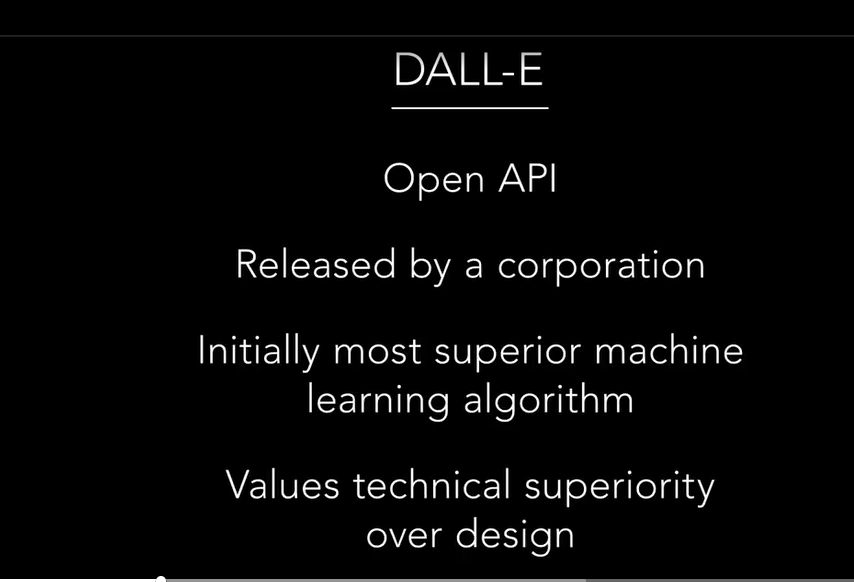 DALL-E
Open API
Released by a corporation
Initially most superior machine
learning algorithm
Values technical superiority
over design